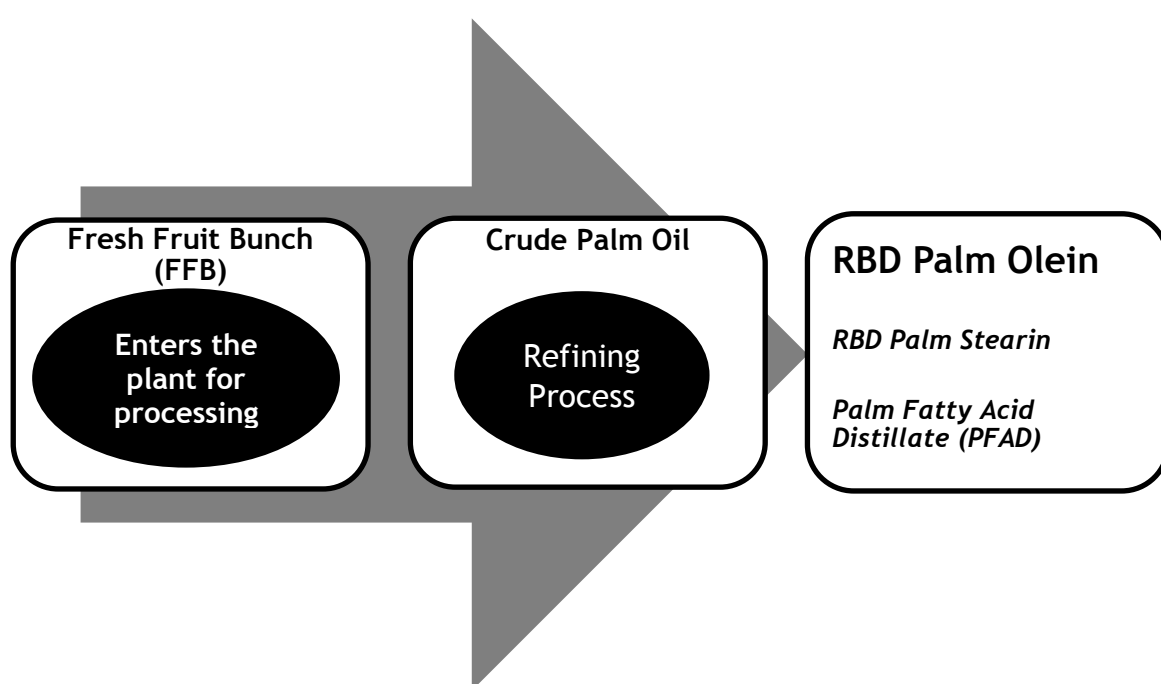 Fresh Fruit Bunch
(FFB)
Enters the
plant for
processing
Crude Palm Oil
Refining
Process
RBD Palm Olein
RBD Palm Stearin
Palm Fatty Acid
Distillate (PFAD)